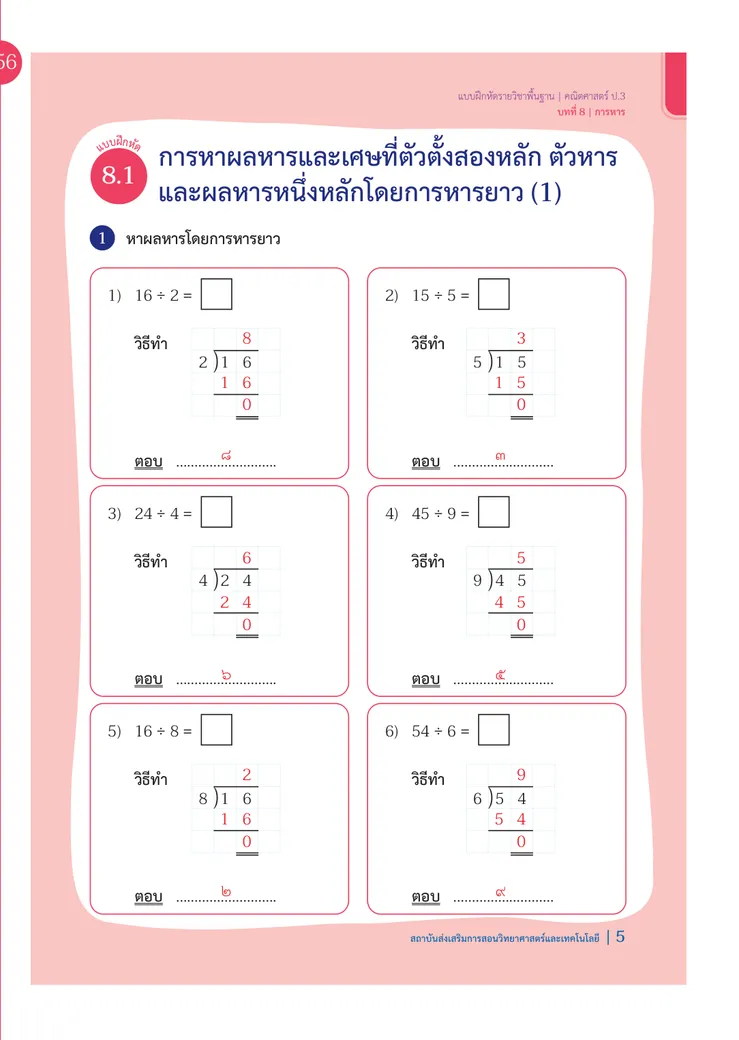 56
แบบฝึกหัดรายวิชาพื้นฐาน | คณิตศาสตร์ ป.3
บทที่ 8 | การหาร
แบบฝึกหัด
8.1
การหาผลหารและเศษที่ตัวตั้งสองหลัก ตัวหาร
และผลหารหนึ่งหลักโดยการหารยาว (1)
1 หาผลหารโดยการหารยาว
1) 16 ÷ 2 =
วิธีทำ
8
2 ) 1 6
1 6
0
ตอบ ............................ ๘
2) 15 ÷ 5 =
วิธีทำ
3
5 ) 1 5
1 5
0
ตอบ ............................ ๓
3) 24 ÷ 4 =
วิธีทำ
6
4 ) 2 4
2 4
0
ตอบ ............................ ๖
4) 45 ÷ 9 =
วิธีทำ
5
9 ) 4 5
4 5
0
ตอบ ............................ ๕
5) 16 ÷ 8 =
วิธีทำ
2
8 ) 1 6
1 6
0
ตอบ ............................ ๒
6) 54 ÷ 6 =
วิธีทำ
9
6 ) 5 4
5 4
0
ตอบ ............................ ๙
สถาบันส่งเสริมการสอนวิทยาศาสตร์และเทคโนโลยี | 5